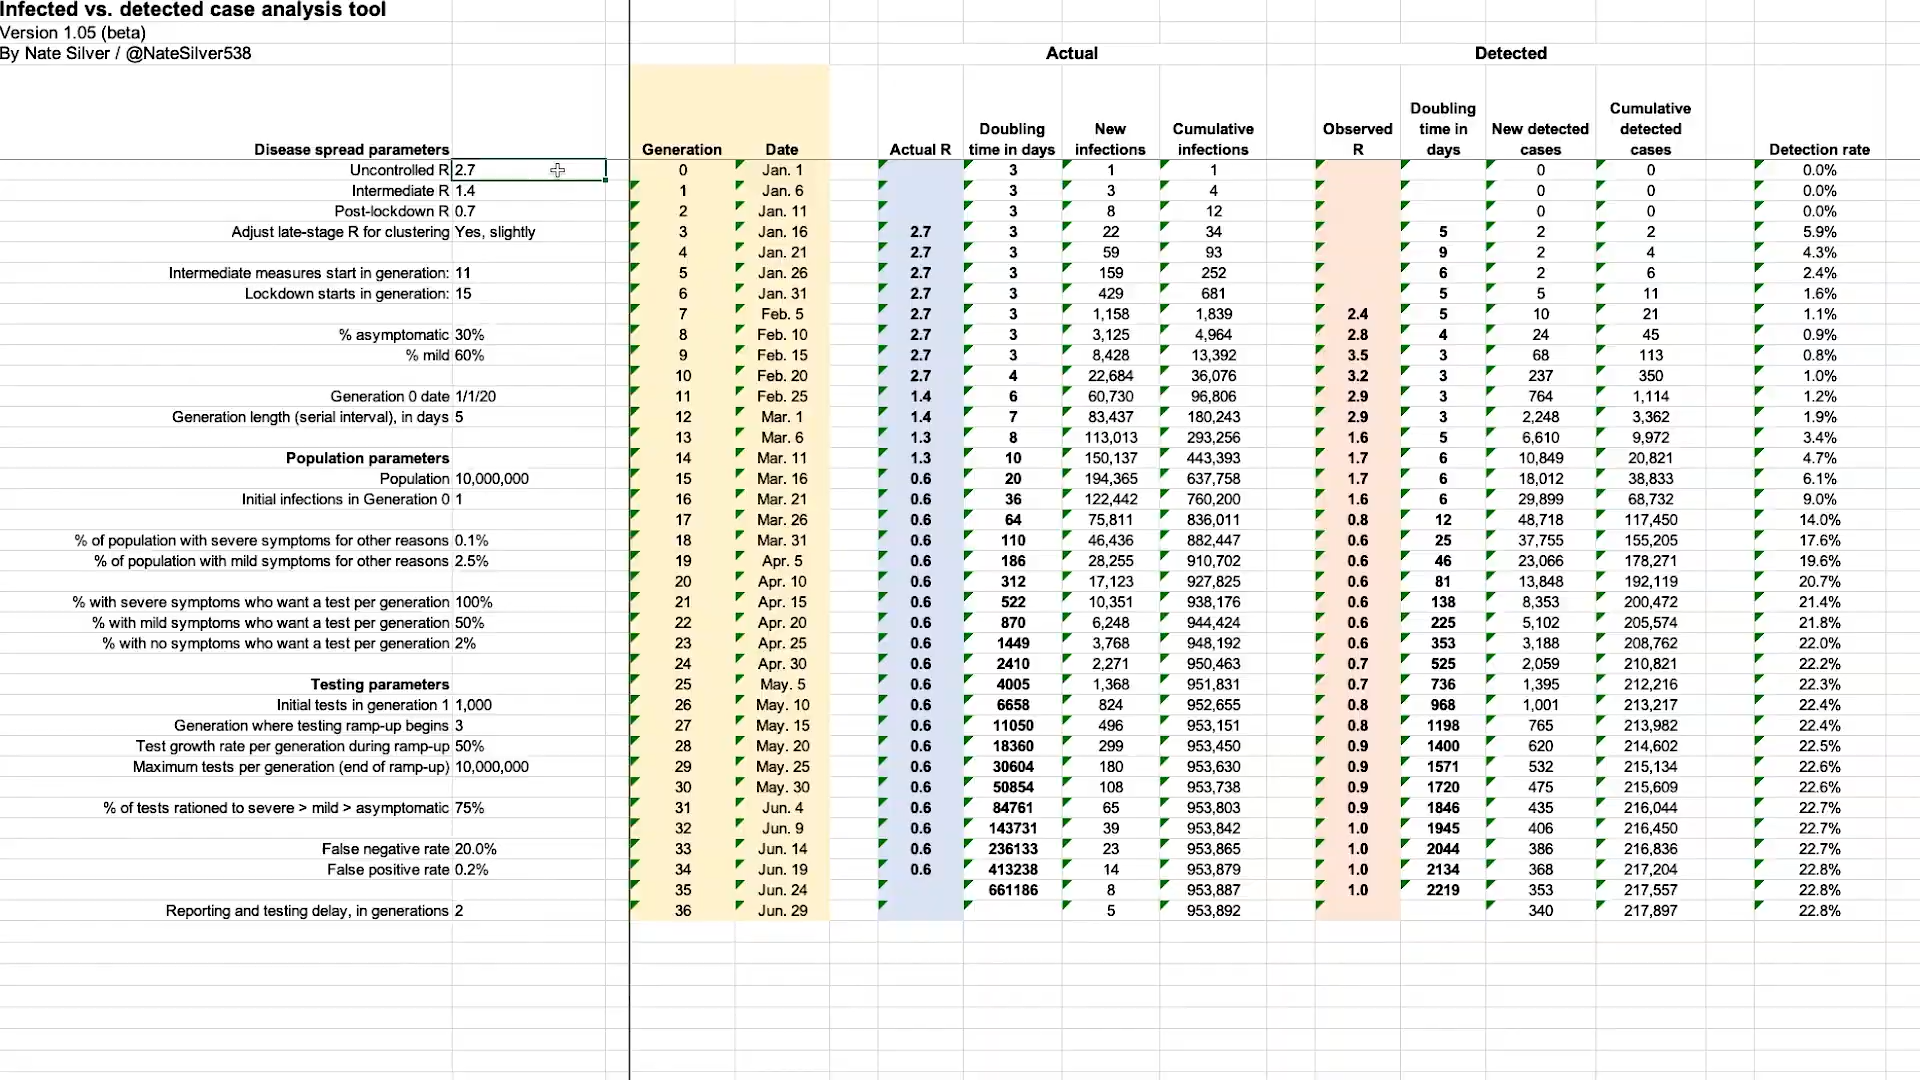 Infected vs. detected case analysis tool
Version 1.05 (beta)
By Nate Silver / @NateSilver538
Actual Detected
Disease spread parameters Generation Date Actual R Doubling time in days New infections Cumulative infections Observed R Doubling time in days New detected cases Cumulative detected cases Detection rate
Uncontrolled R 2.7 0 Jan. 1 3 1 1 0 0 0.0%
Intermediate R 1.4 1 Jan. 6 3 3 4 0 0 0.0%
Post-lockdown R 0.7 2 Jan. 11 3 8 12 0 0 0.0%
Adjust late-stage R for clustering Yes, slightly 3 Jan. 16 2.7 3 22 34 5 2 2 5.9%
4 Jan. 21 2.7 3 59 93 9 2 4 4.3%
Intermediate measures start in generation: 11 5 Jan. 26 2.7 3 159 252 6 2 6 2.4%
Lockdown starts in generation: 15 6 Jan. 31 2.7 3 429 681 5 5 11 1.6%
7 Feb. 5 2.7 3 1,158 1,839 2.4 5 10 21 1.1%
% asymptomatic 30% 8 Feb. 10 2.7 3 3,125 4,964 2.8 4 24 45 0.9%
% mild 60% 9 Feb. 15 2.7 3 8,428 13,392 3.5 3 68 113 0.8%
10 Feb. 20 2.7 4 22,684 36,076 3.2 3 237 350 1.0%
Generation 0 date 1/1/20 11 Feb. 25 1.4 6 60,730 96,806 2.9 3 764 1,114 1.2%
Generation length (serial interval), in days 5 12 Mar. 1 1.4 7 83,437 180,243 2.9 3 2,248 3,362 1.9%
13 Mar. 6 1.3 8 113,013 293,256 1.6 5 6,610 9,972 3.4%
Population parameters 14 Mar. 11 1.3 10 150,137 443,393 1.7 6 10,849 20,821 4.7%
Population 10,000,000 15 Mar. 16 0.6 20 194,365 637,758 1.7 6 18,012 38,833 6.1%
Initial infections in Generation 0 1 16 Mar. 21 0.6 36 122,442 760,200 1.6 6 29,899 68,732 9.0%
17 Mar. 26 0.6 64 75,811 836,011 0.8 12 48,718 117,450 14.0%
% of population with severe symptoms for other reasons 0.1% 18 Mar. 31 0.6 110 46,436 882,447 0.6 25 37,755 155,205 17.6%
% of population with mild symptoms for other reasons 2.5% 19 Apr. 5 0.6 186 28,255 910,702 0.6 46 23,066 178,271 19.6%
20 Apr. 10 0.6 312 17,123 927,825 0.6 81 13,848 192,119 20.7%
% with severe symptoms who want a test per generation 100% 21 Apr. 15 0.6 522 10,351 938,176 0.6 138 8,353 200,472 21.4%
% with mild symptoms who want a test per generation 50% 22 Apr. 20 0.6 870 6,248 944,424 0.6 225 5,102 205,574 21.8%
% with no symptoms who want a test per generation 2% 23 Apr. 25 0.6 1449 3,768 948,192 0.6 353 3,188 208,762 22.0%
24 Apr. 30 0.6 2410 2,271 950,463 0.7 525 2,059 210,821 22.2%
Testing parameters 25 May. 5 0.6 4005 1,368 951,831 0.7 736 1,395 212,216 22.3%
Initial tests in generation 1 1,000 26 May. 10 0.6 6658 824 952,655 0.8 968 1,001 213,217 22.4%
Generation where testing ramp-up begins 3 27 May. 15 0.6 11050 496 953,151 0.8 1198 765 213,982 22.4%
Test growth rate per generation during ramp-up 50% 28 May. 20 0.6 18360 299 953,450 0.9 1400 620 214,602 22.5%
Maximum tests per generation (end of ramp-up) 10,000,000 29 May. 25 0.6 30604 180 953,630 0.9 1571 532 215,134 22.6%
30 May. 30 0.6 50854 108 953,738 0.9 1720 475 215,609 22.6%
% of tests rationed to severe > mild > asymptomatic 75% 31 Jun. 4 0.6 84761 65 953,803 0.9 1846 435 216,044 22.7%
32 Jun. 9 0.6 143731 39 953,842 1.0 1945 406 216,450 22.7%
False negative rate 20.0% 33 Jun. 14 0.6 236133 23 953,865 1.0 2044 386 216,836 22.7%
False positive rate 0.2% 34 Jun. 19 0.6 413238 14 953,879 1.0 2134 368 217,204 22.8%
35 Jun. 24 661186 8 953,887 1.0 2219 353 217,557 22.8%
Reporting and testing delay, in generations 2 36 Jun. 29 5 953,892 340 217,897 22.8%